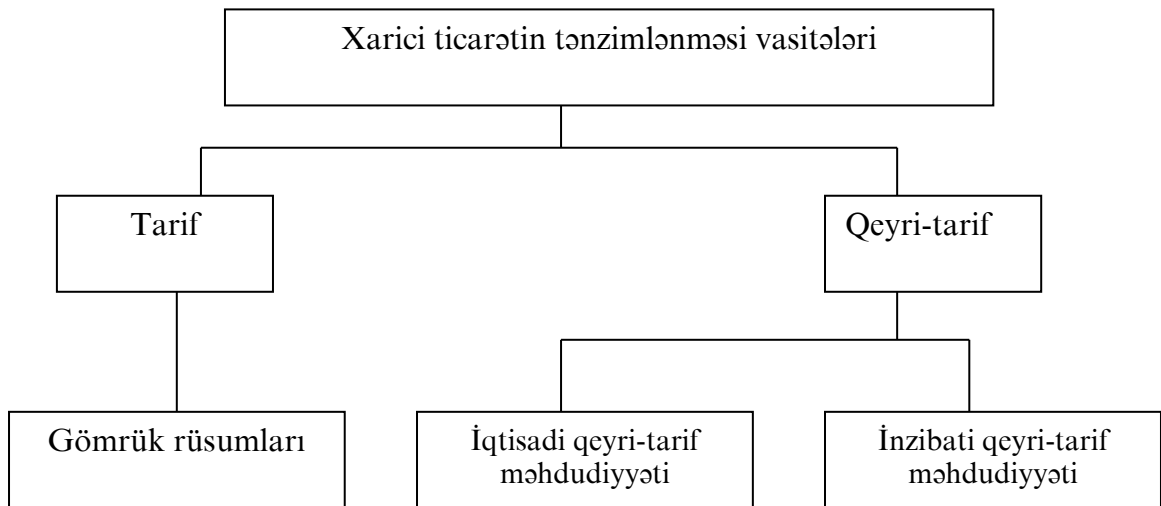 Xarici ticarətin tənzimlənməsi vasitələri
Tarif
Qeyri-tarif
Gömrük rüsumları
İqtisadi qeyri-tarif
məhdudiyyəti
İnzibati qeyri-tarif
məhdudiyyəti